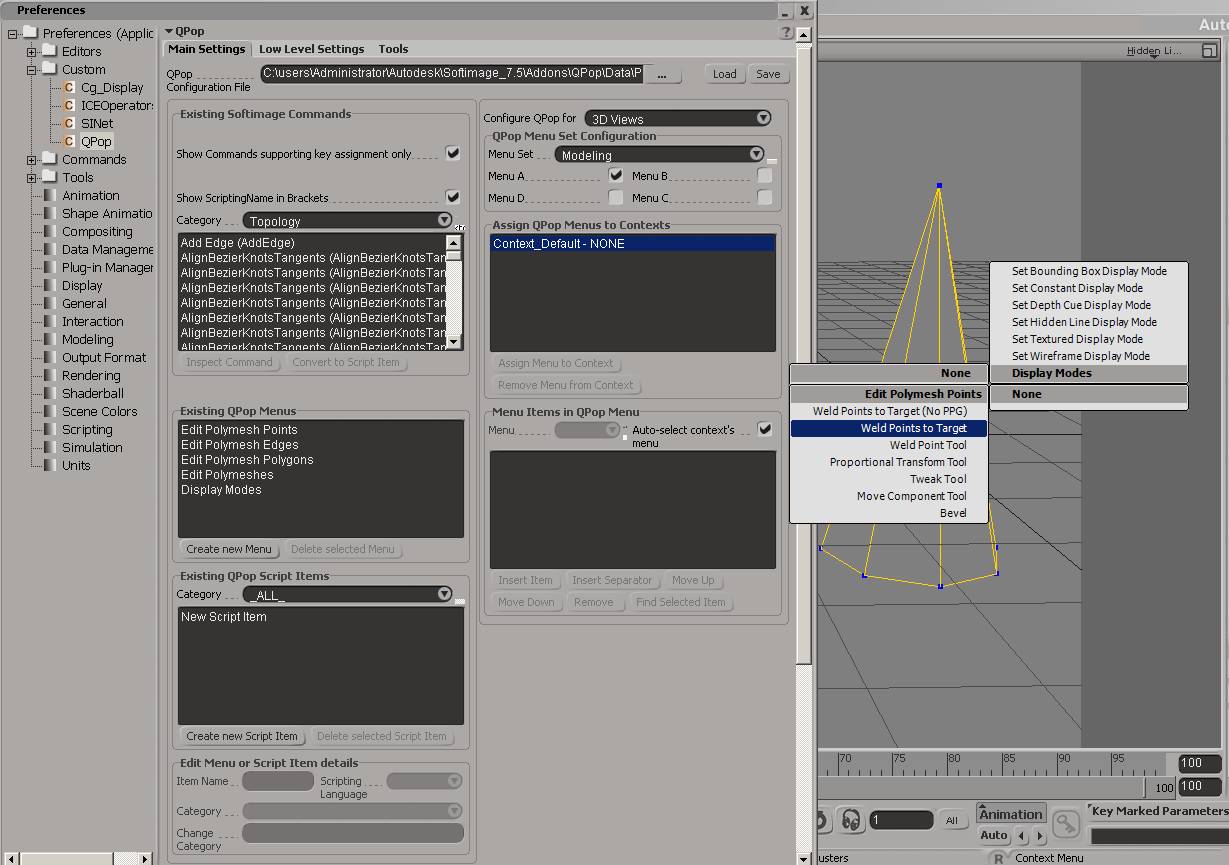 Preferences
Preferences (Applic
Editors
Custom
Cg_Display
ICEOperator
SINet
QPop
Commands
Tools
Animation
Shape Animatio
Compositing
Data Manageme
Plug-in Manager
Display
General
Interaction
Modeling
Output Format
Rendering
Shaderball
Scene Colors
Scripting
Simulation
Units
QPop
?
Main Settings Low Level Settings Tools
QPop
Configuration File
C:\users\Administrator\Autodesk\Softimage_7.5\Addons\QPop\Data\P ... Load Save
Existing Softimage Commands
Show Commands supporting key assignment only
Show ScriptingName in Brackets
Category Topology
Add Edge (AddEdge)
AlignBezierKnotsTangents (AlignBezierKnotsTan
AlignBezierKnotsTangents (AlignBezierKnotsTan
AlignBezierKnotsTangents (AlignBezierKnotsTan
AlignBezierKnotsTangents (AlignBezierKnotsTan
AlignBezierKnotsTangents (AlignBezierKnotsTan
AlignBezierKnotsTangents (AlignBezierKnotsTan
AlignBezierKnotsTangents (AlignBezierKnotsTan
Inspect Command Convert to Script Item
Existing QPop Menus
Edit Polymesh Points
Edit Polymesh Edges
Edit Polymesh Polygons
Edit Polymeshes
Display Modes
Create new Menu Delete selected Menu
Existing QPop Script Items
Category _ALL_
New Script Item
Create new Script Item Delete selected Script Item
Edit Menu or Script Item details
Item Name Scripting
Language
Category
Change
Category
Configure QPop for 3D Views
QPop Menu Set Configuration
Menu Set Modeling
Menu A Menu B
Menu D Menu C
Assign QPop Menus to Contexts
Context_Default - NONE
Assign Menu to Context
Remove Menu from Context
Menu Items in QPop Menu
Menu Auto-select context's
menu
Insert Item Insert Separator Move Up
Move Down Remove Find Selected Item
Auto
Hidden Li...
Set Bounding Box Display Mode
Set Constant Display Mode
Set Depth Cue Display Mode
Set Hidden Line Display Mode
Set Textured Display Mode
Set Wireframe Display Mode
Display Modes
None
None
Edit Polymesh Points
Weld Points to Target (No PPG)
Weld Points to Target
Weld Point Tool
Proportional Transform Tool
Tweak Tool
Move Component Tool
Bevel
70 75 80 85 90 95 100
100 100
1 All Animation Key Marked Parameters
Auto
usters R Context Menu